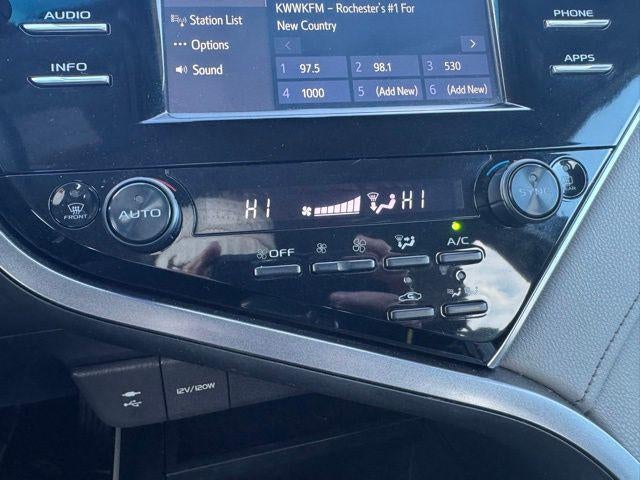 AUDIO
INFO
Station List
Options
Sound
KWWKFM – Rochester's #1 For
New Country
1 97.5 2 98.1 3 530
4 1000 5 (Add New) 6 (Add New)
PHONE
APPS
FRONT
AUTO
HI
HI
SYNC
OFF
A/C
12V/120W